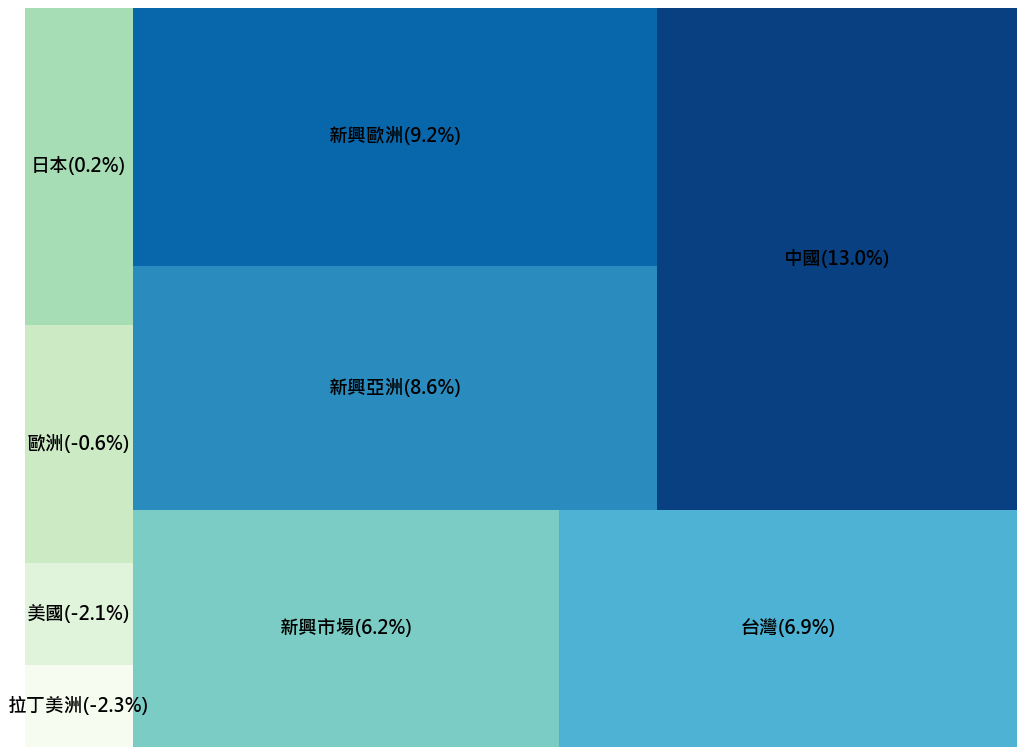 日本(0.2%)
歐洲(-0.6%)
美國(-2.1%)
拉丁美洲(-2.3%)
新興歐洲(9.2%)
新興亞洲(8.6%)
新興市場(6.2%)
中國(13.0%)
台灣(6.9%)